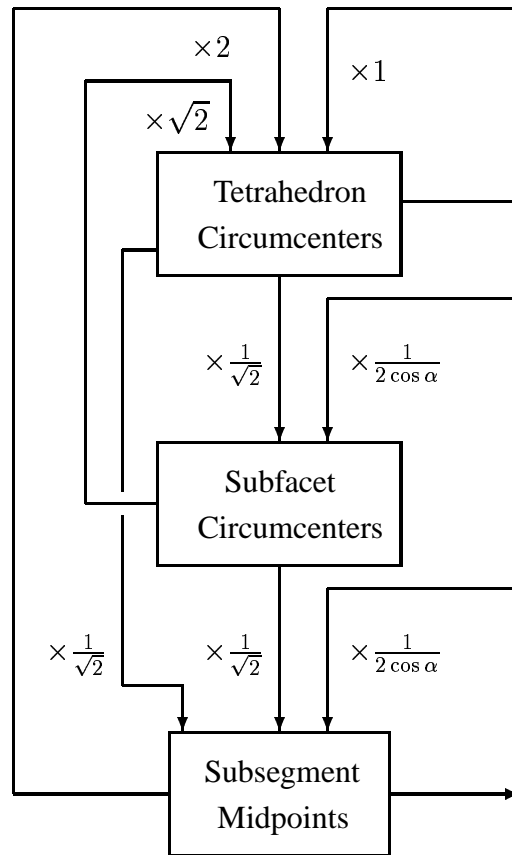 ×2
×1
×√2
Tetrahedron
Circumcenters
×1/√2
×1/(2 cos α)
Subfacet
Circumcenters
×1/√2
×1/√2
×1/(2 cos α)
Subsegment
Midpoints